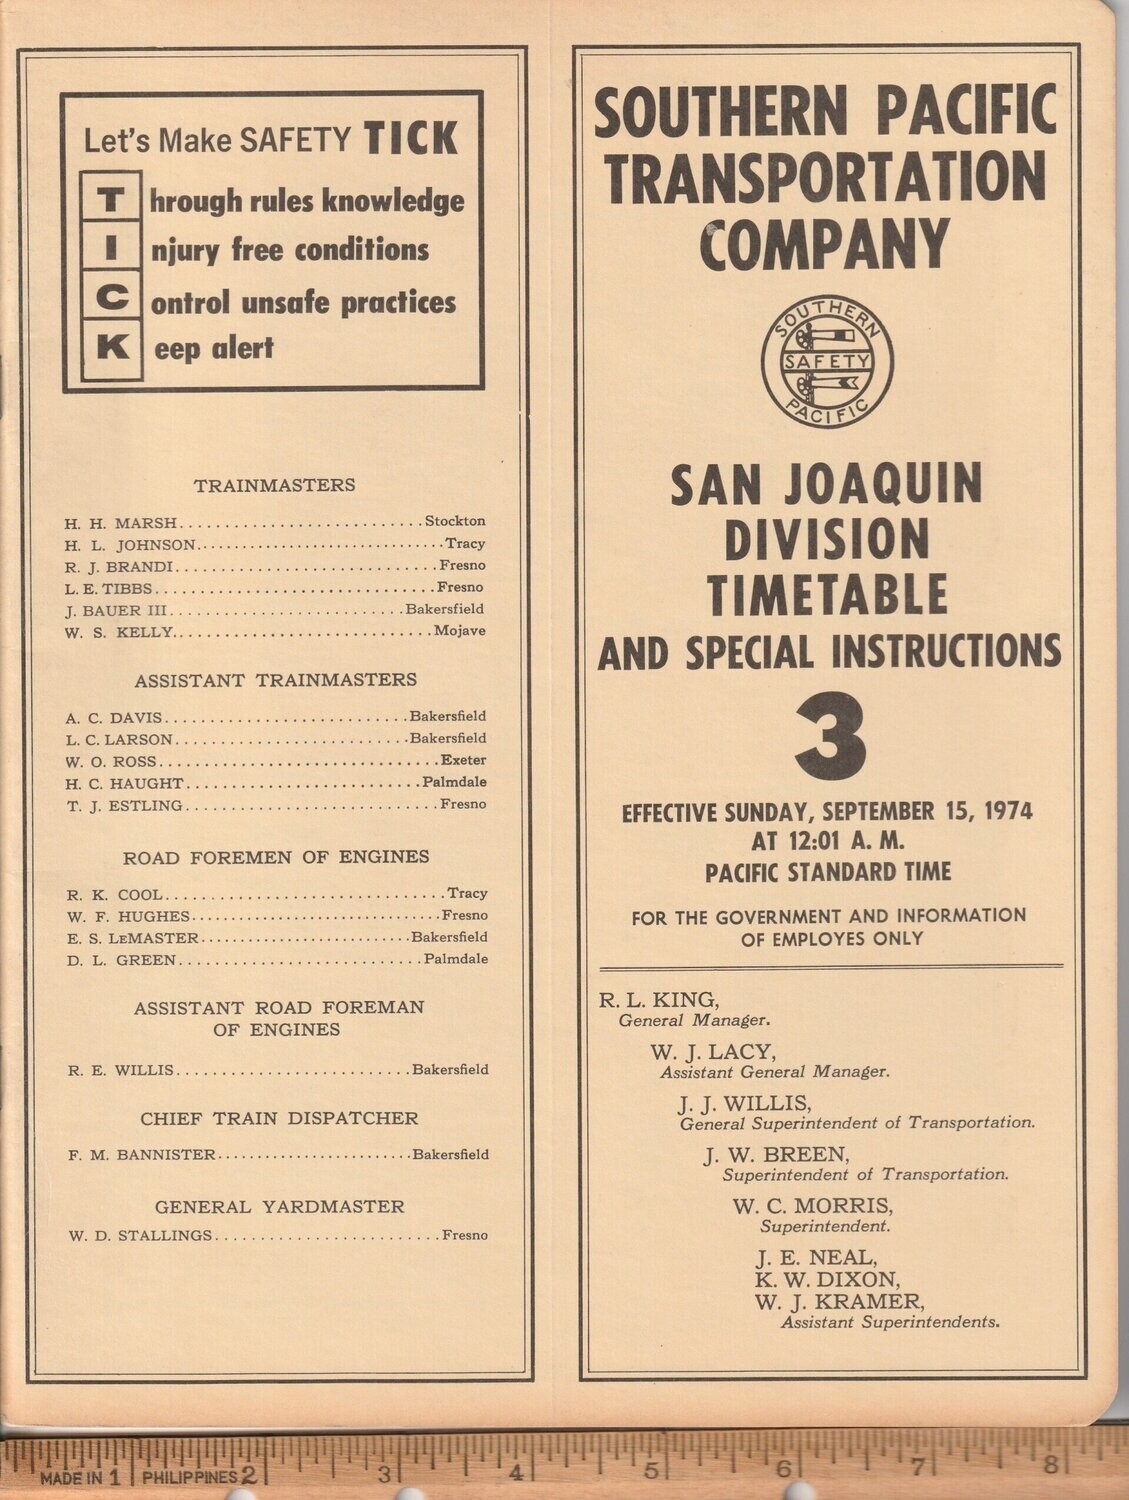 Let's Make SAFETY TICK
Through rules knowledge
Injury free conditions
Control unsafe practices
Keep alert
TRAINMASTERS
H. H. MARSH..........................Stockton
H. L. JOHNSON..........................Tracy
R. J. BRANDI..........................Fresno
L. E. TIBBS..........................Fresno
J. BAUER III..........................Bakersfield
W. S. KELLY..........................Mojave
ASSISTANT TRAINMASTERS
A. C. DAVIS..........................Bakersfield
L. C. LARSON..........................Bakersfield
W. O. ROSS..........................Exeter
H. C. HAUGHT..........................Palmdale
T. J. ESTLING..........................Fresno
ROAD FOREMEN OF ENGINES
R. K. COOL..........................Tracy
W. F. HUGHES..........................Fresno
E. S. LEMASTER..........................Bakersfield
D. L. GREEN..........................Palmdale
ASSISTANT ROAD FOREMAN
OF ENGINES
R. E. WILLIS..........................Bakersfield
CHIEF TRAIN DISPATCHER
F. M. BANNISTER..........................Bakersfield
GENERAL YARDMASTER
W. D. STALLINGS..........................Fresno
SOUTHERN PACIFIC
TRANSPORTATION
COMPANY
SOUTHERN
SAFETY
PACIFIC
SAN JOAQUIN
DIVISION
TIMETABLE
AND SPECIAL INSTRUCTIONS
3
EFFECTIVE SUNDAY, SEPTEMBER 15, 1974
AT 12:01 A. M.
PACIFIC STANDARD TIME
FOR THE GOVERNMENT AND INFORMATION
OF EMPLOYES ONLY
R. L. KING,
General Manager.
W. J. LACY,
Assistant General Manager.
J. J. WILLIS,
General Superintendent of Transportation.
J. W. BREEN,
Superintendent of Transportation.
W. C. MORRIS,
Superintendent.
J. E. NEAL,
K. W. DIXON,
W. J. KRAMER,
Assistant Superintendents.
MADE IN 1 PHILIPPINES 2 3 4 5 6 7 8